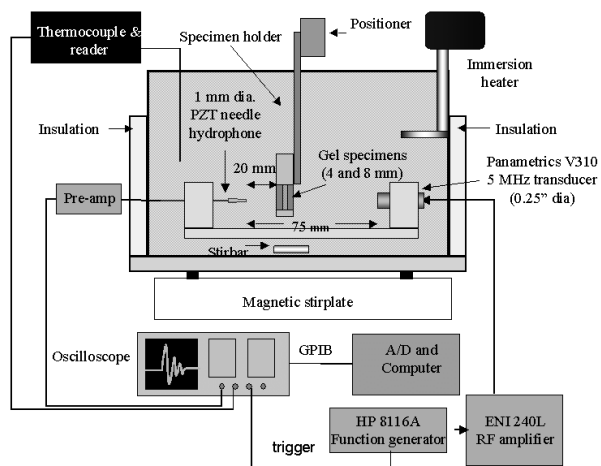 Thermocouple &
reader
Specimen holder
Positioner
Immersion
heater
1 mm dia.
PZT needle
hydrophone
Insulation
Insulation
20 mm
Gel specimens
(4 and 8 mm)
Panametrics V310
5 MHz transducer
(0.25" dia)
Pre-amp
75 mm
Stirbar
Magnetic stirplate
Oscilloscope
GPIB
A/D and
Computer
HP 8116A
Function generator
ENI 240L
RF amplifier
trigger